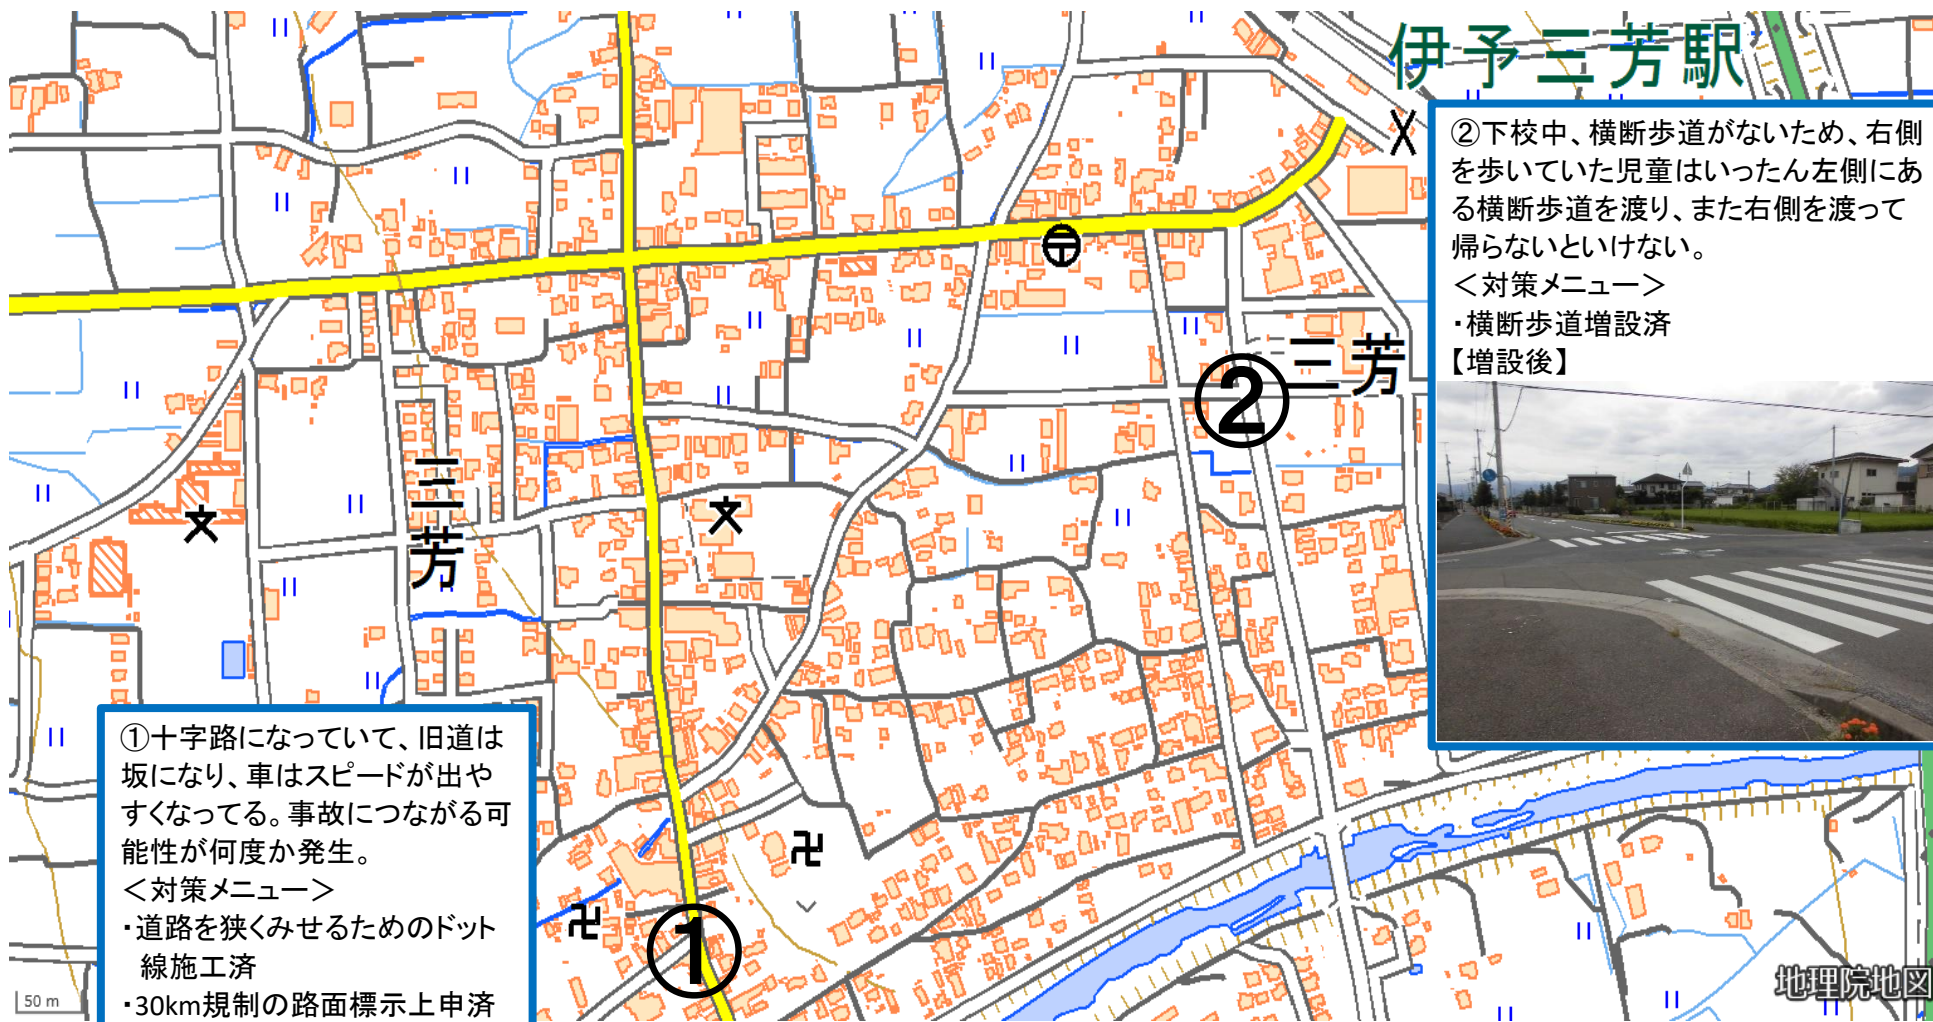 伊予三芳駅
②下校中、横断歩道がないため、右側
を歩いていた児童はいったん左側にあ
る横断歩道を渡り、また右側を渡って
帰らないといけない。
＜対策メニュー＞
・横断歩道増設済
【増設後】
三芳
②
三芳
①十字路になっていて、旧道は
坂になり、車はスピードが出や
すくなってる。事故につながる可
能性が何度か発生。
＜対策メニュー＞
・道路を狭くみせるためのドット
線施工済
・30km規制の路面標示上申済
①
50 m
地理院地図